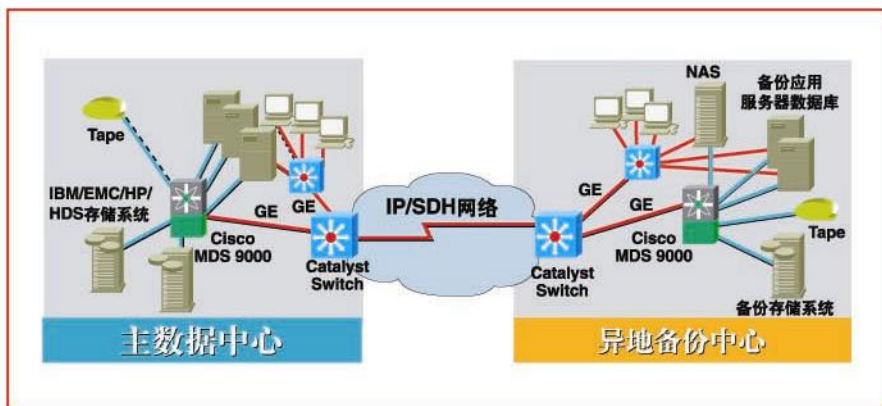 Tape
IBM/EMC/HP/
HDS存储系统
Cisco
MDS 9000
GE
GE
Catalyst
Switch
主数据中心
IP/SDH网络
NAS
备份应用
服务器数据库
GE
GE
Catalyst
Switch
Cisco
MDS 9000
Tape
备份存储系统
异地备份中心